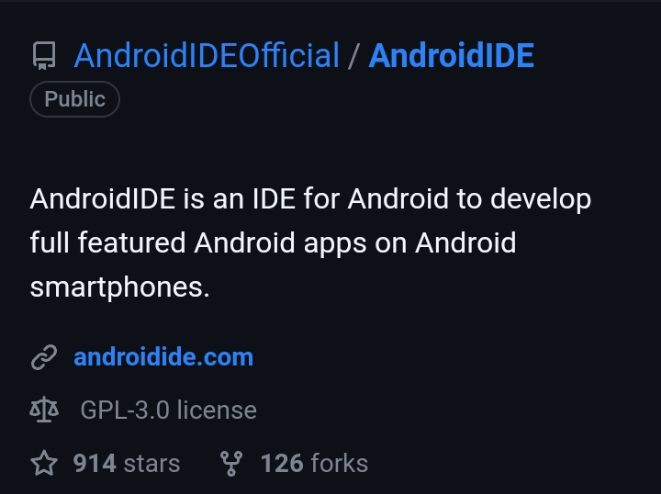 AndroidIDEOfficial / AndroidIDE
Public
AndroidIDE is an IDE for Android to develop
full featured Android apps on Android
smartphones.
androidide.com
GPL-3.0 license
914 stars 126 forks